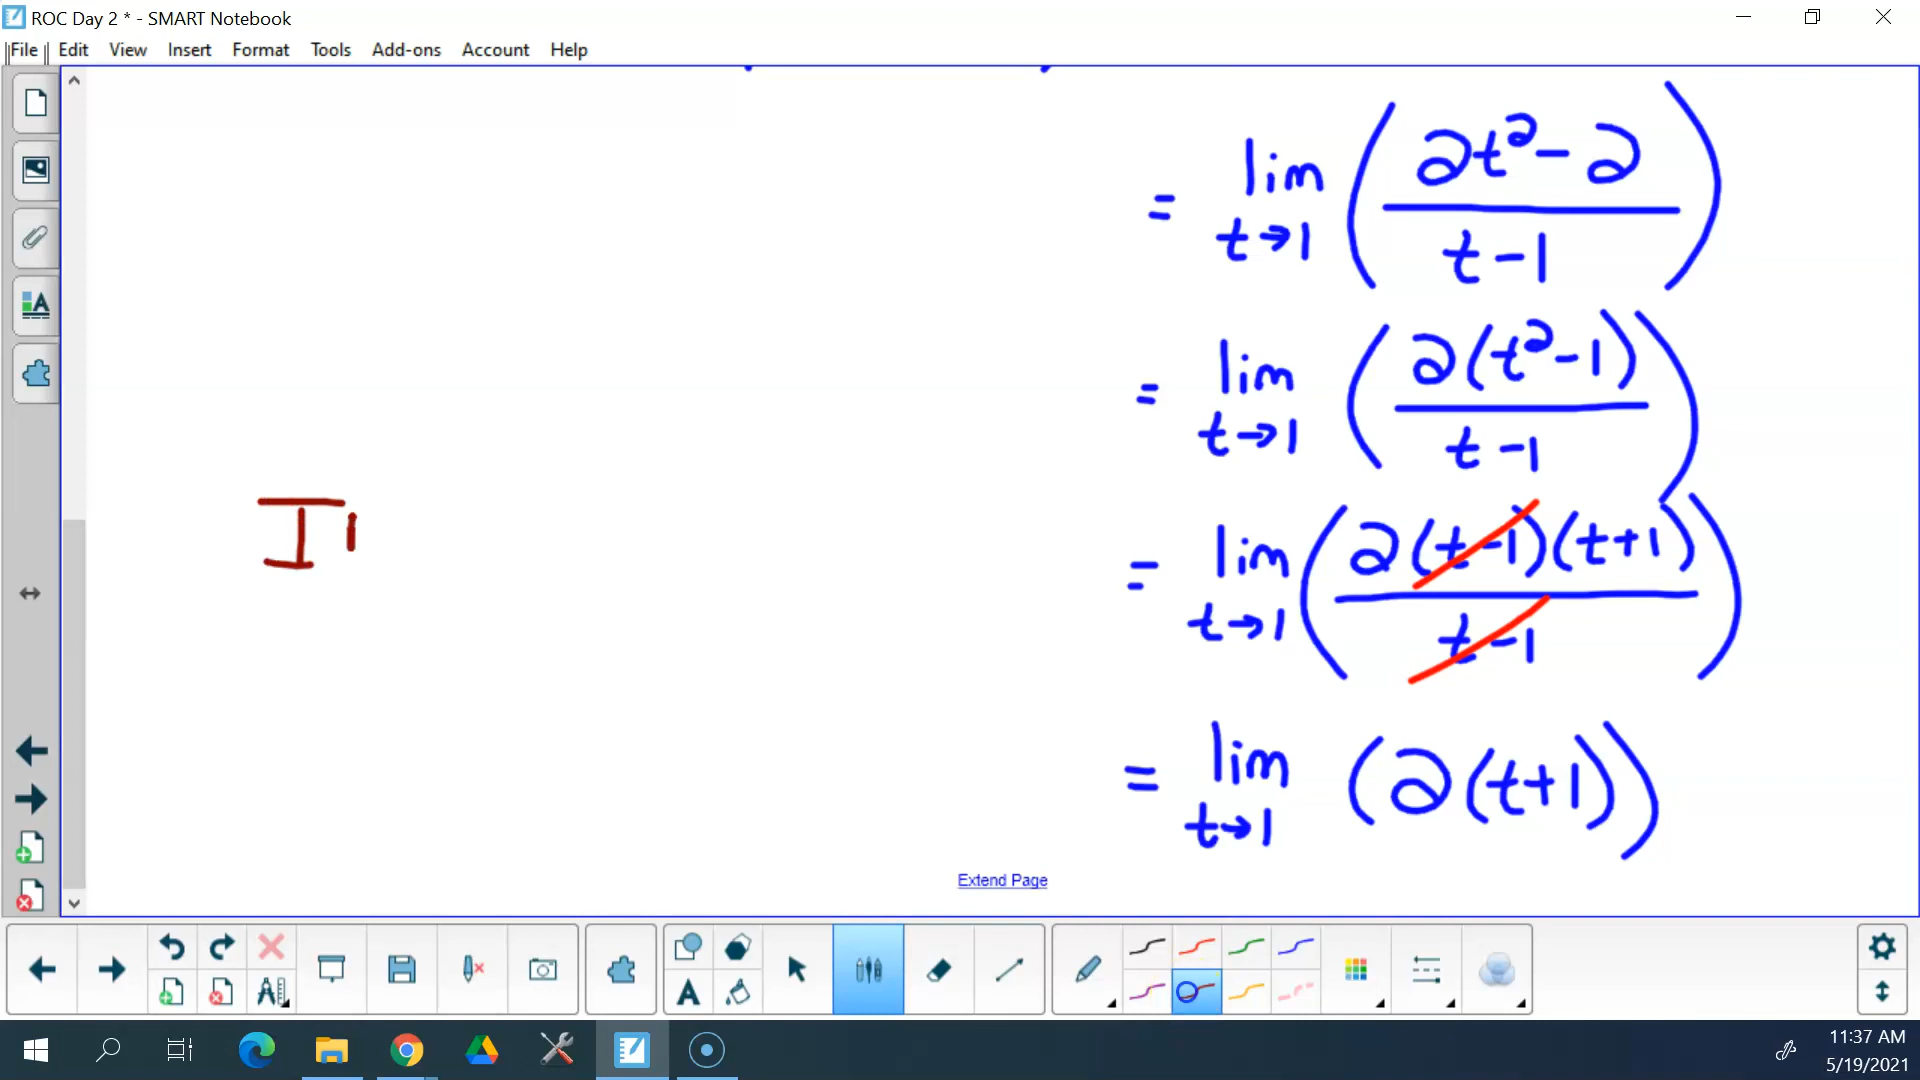 ROC Day 2 * - SMART Notebook
File Edit View Insert Format Tools Add-ons Account Help
= lim t→1 ( (2t² - 2) / (t - 1) )
= lim t→1 ( 2(t² - 1) / (t - 1) )
= lim t→1 ( 2(t - 1)(t + 1) / (t - 1) )
= lim t→1 (2(t + 1))
Extend Page
11:37 AM
5/19/2021